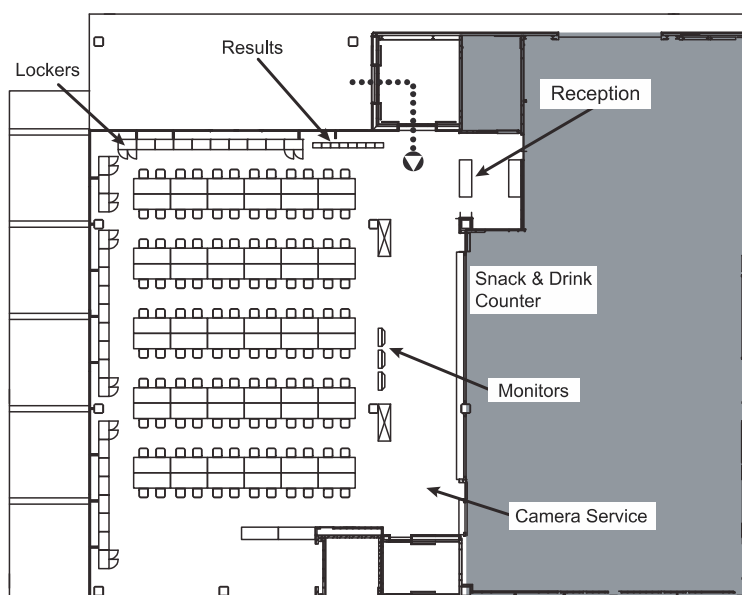 Results
Lockers
Reception
Snack & Drink
Counter
Monitors
Camera Service